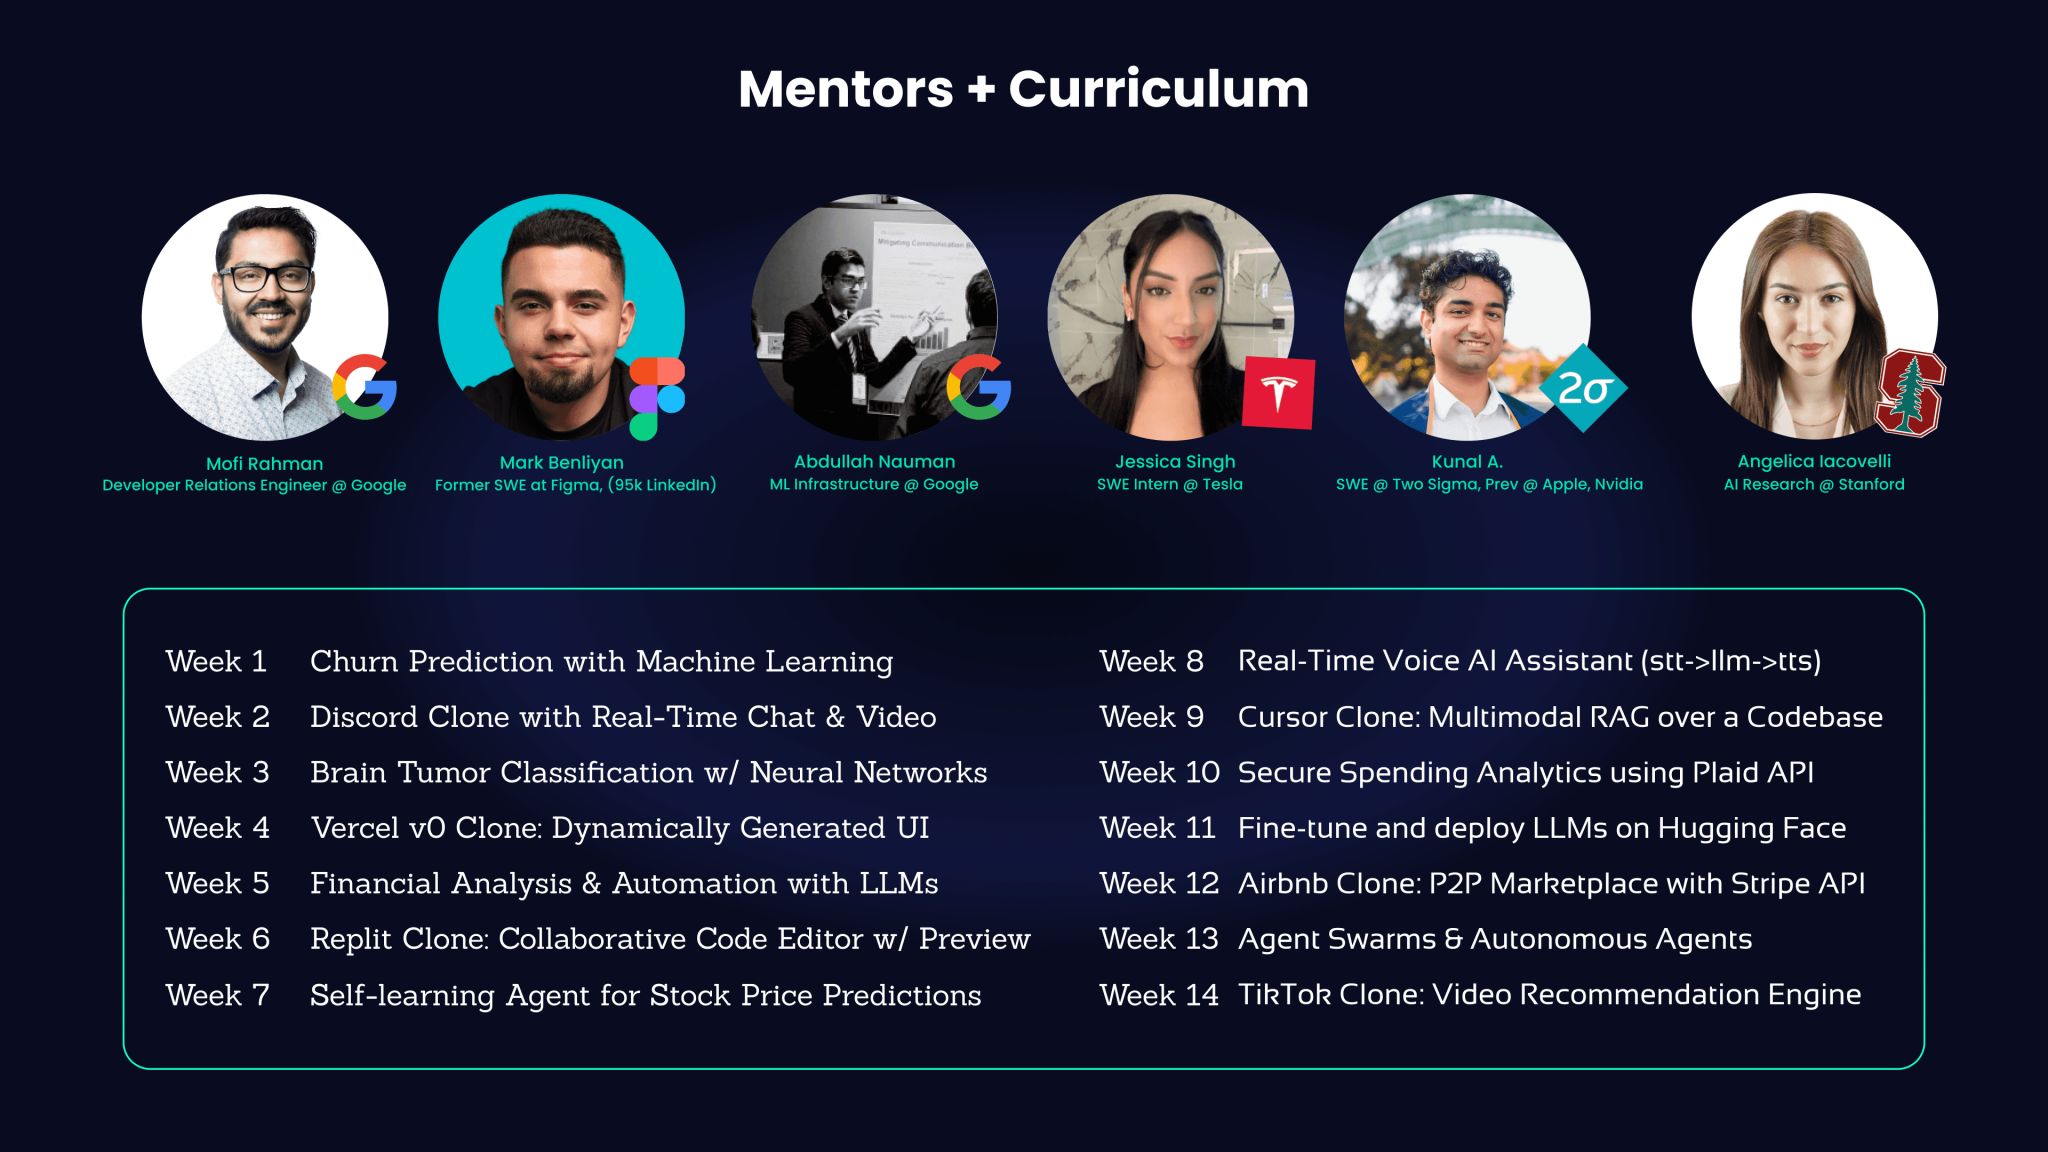 Mentors + Curriculum
Mitigating Communication
2σ
Mofi Rahman
Developer Relations Engineer @ Google
Mark Benliyan
Former SWE at Figma, (95k LinkedIn)
Abdullah Nauman
ML Infrastructure @ Google
Jessica Singh
SWE Intern @ Tesla
Kunal A.
SWE @ Two Sigma, Prev @ Apple, Nvidia
Angelica Iacovelli
AI Research @ Stanford
Week 1 Churn Prediction with Machine Learning
Week 2 Discord Clone with Real-Time Chat & Video
Week 3 Brain Tumor Classification w/ Neural Networks
Week 4 Vercel v0 Clone: Dynamically Generated UI
Week 5 Financial Analysis & Automation with LLMs
Week 6 Replit Clone: Collaborative Code Editor w/ Preview
Week 7 Self-learning Agent for Stock Price Predictions
Week 8 Real-Time Voice AI Assistant (stt->llm->tts)
Week 9 Cursor Clone: Multimodal RAG over a Codebase
Week 10 Secure Spending Analytics using Plaid API
Week 11 Fine-tune and deploy LLMs on Hugging Face
Week 12 Airbnb Clone: P2P Marketplace with Stripe API
Week 13 Agent Swarms & Autonomous Agents
Week 14 TikTok Clone: Video Recommendation Engine